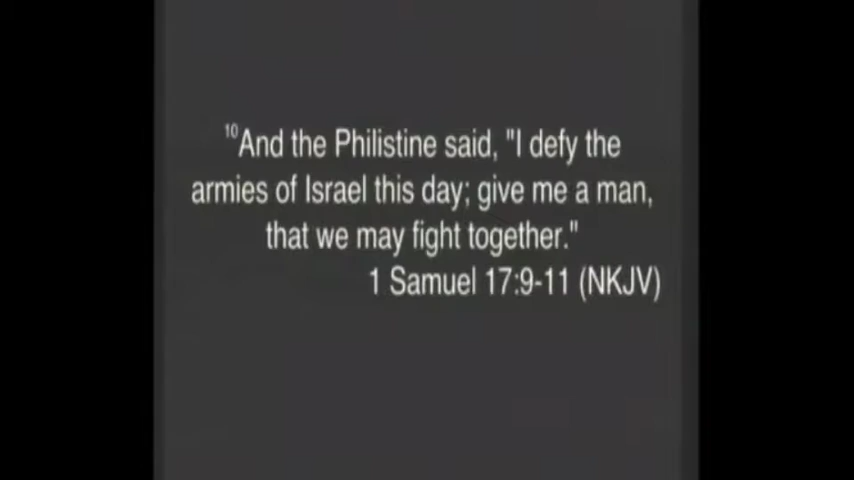 10And the Philistine said, "I defy the
armies of Israel this day; give me a man,
that we may fight together."
1 Samuel 17:9-11 (NKJV)